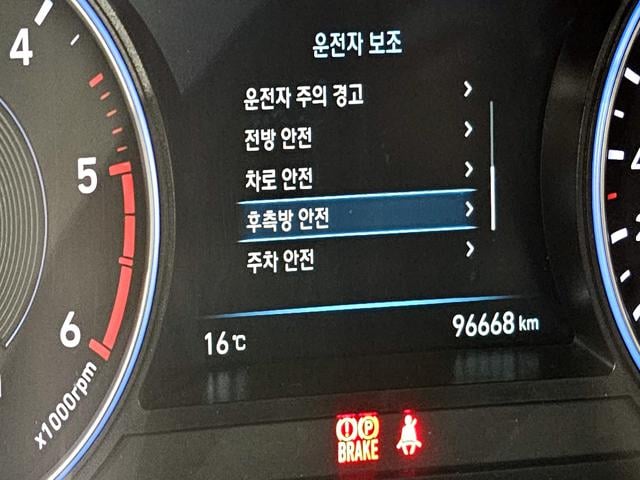 운전자 보조
운전자 주의 경고
전방 안전
차로 안전
후측방 안전
주차 안전
16℃
96668 km
4
5
6
x1000rpm
BRAKE